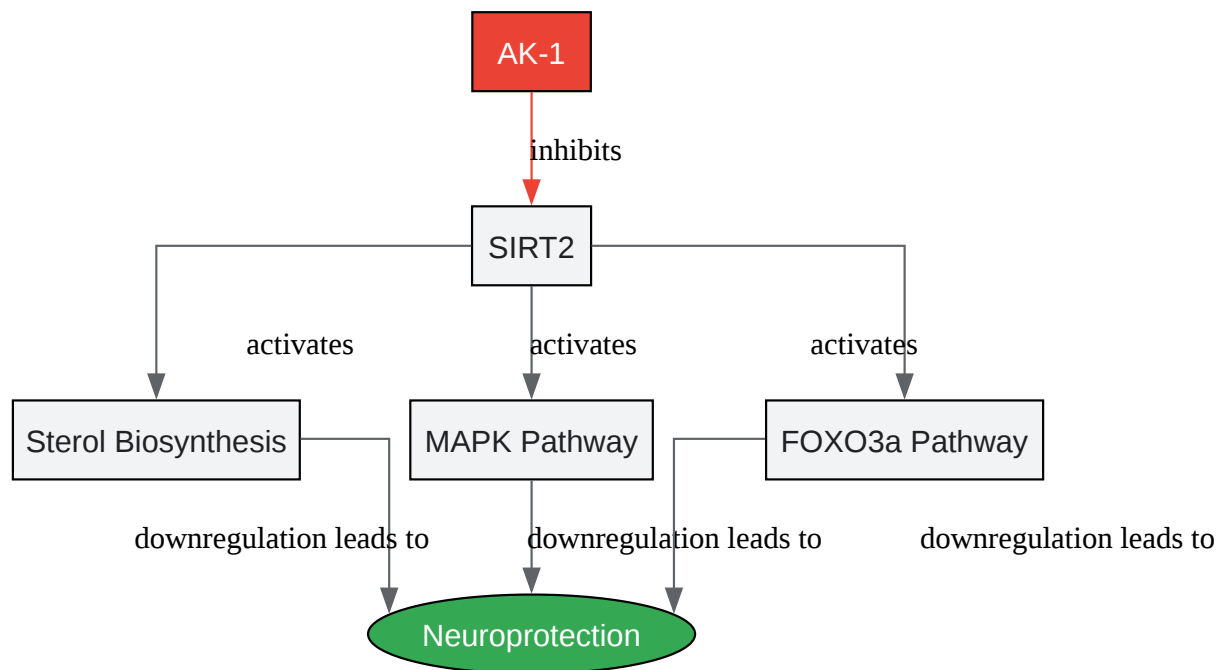 AK-1
inhibits
SIRT2
activates
activates
activates
Sterol Biosynthesis
MAPK Pathway
FOXO3a Pathway
downregulation leads to
downregulation leads to
downregulation leads to
Neuroprotection